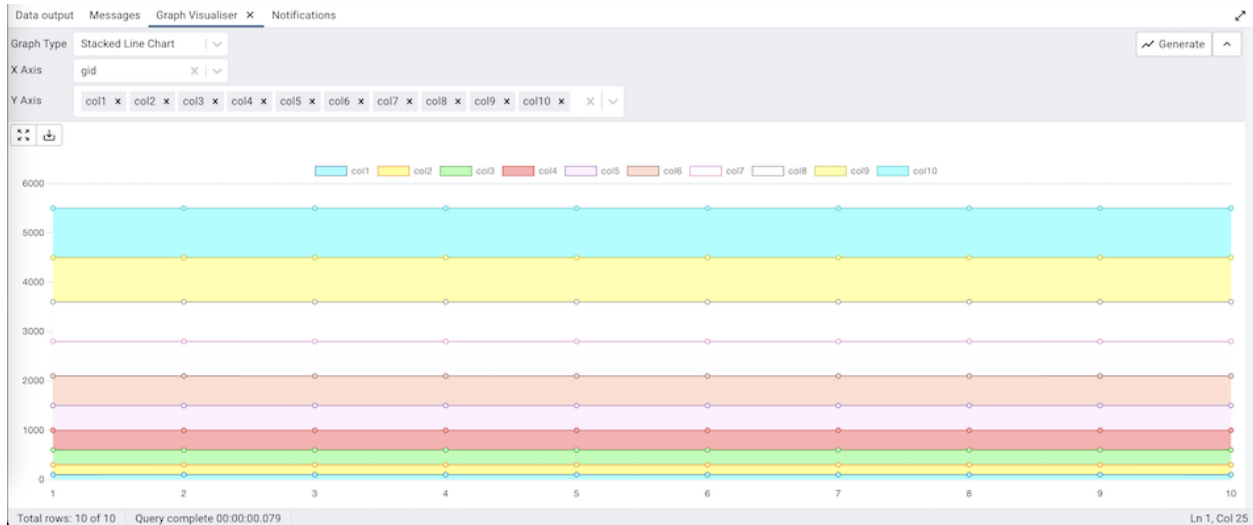 Data output Messages Graph Visualiser × Notifications
Graph Type Stacked Line Chart Generate
X Axis gid
Y Axis col1 × col2 × col3 × col4 × col5 × col6 × col7 × col8 × col9 × col10 ×
col1 col2 col3 col4 col5 col6 col7 col8 col9 col10
6000
5000
4000
3000
2000
1000
0
1 2 3 4 5 6 7 8 9 10
Total rows: 10 of 10 Query complete 00:00:00.079 Ln 1, Col 25